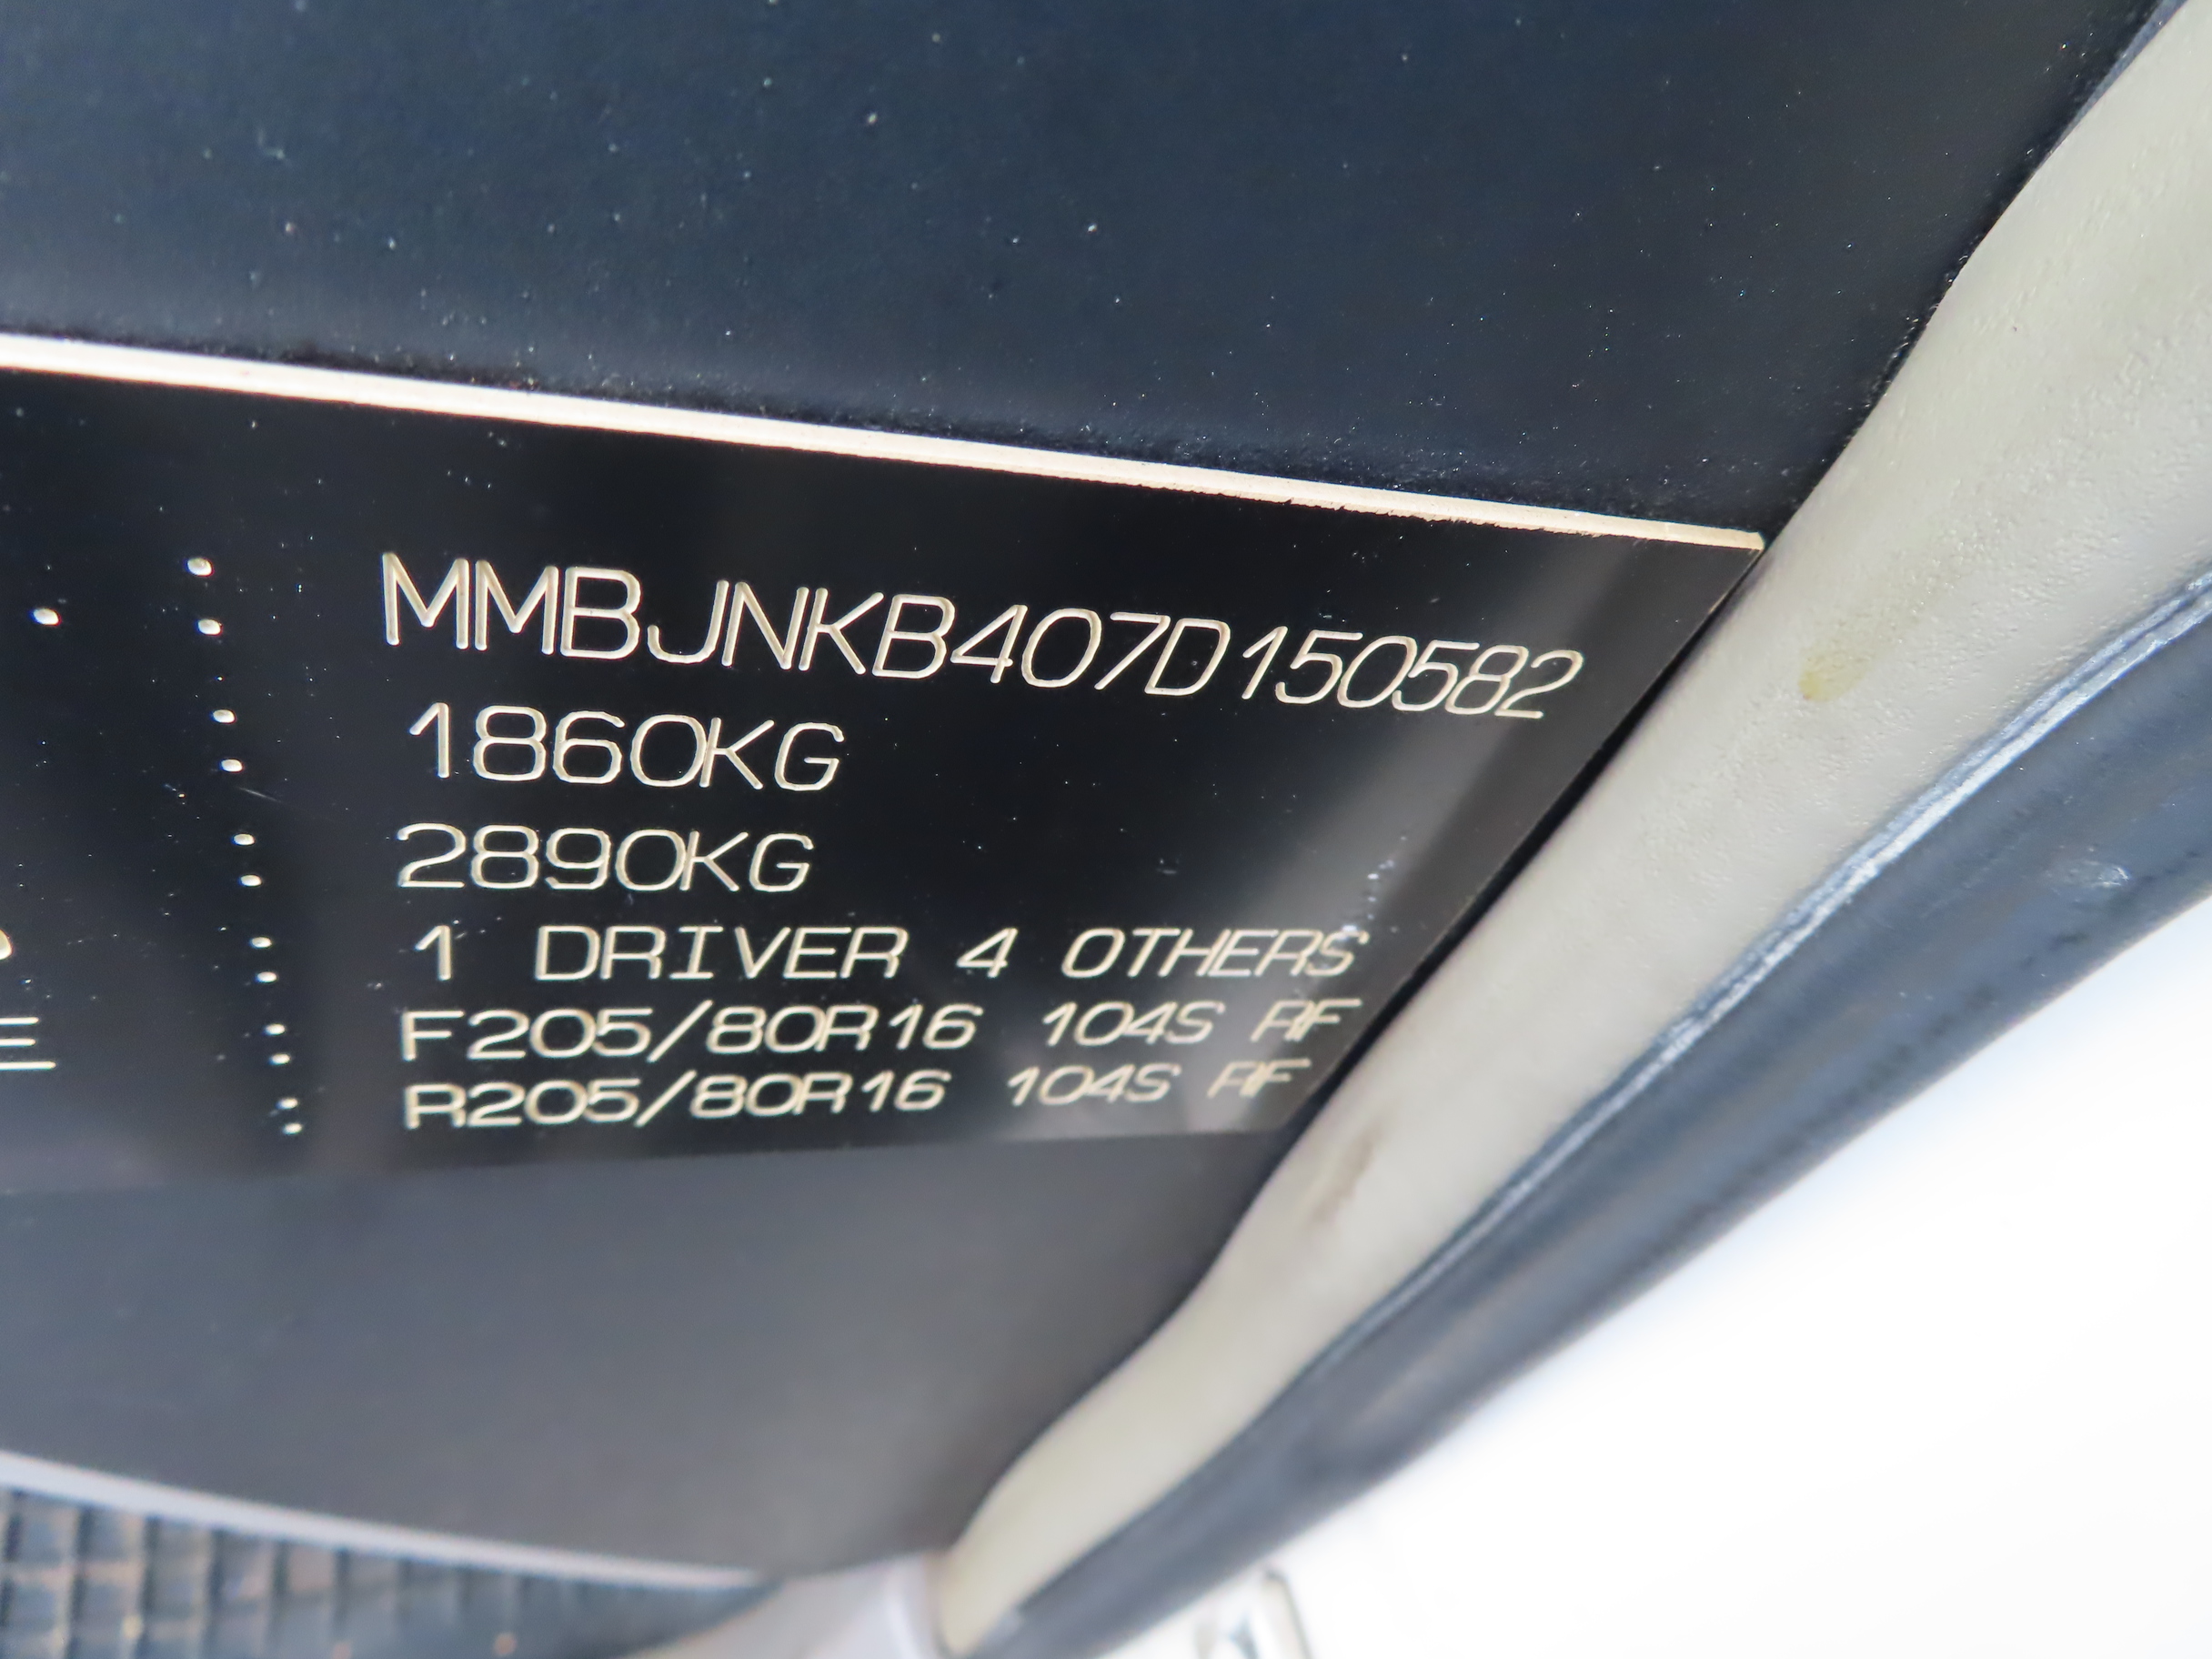 MMBJNKB407D150582
1860KG
2890KG
1 DRIVER 4 OTHERS
F205/80R16 104S RF
E
R205/80R16 104S RF